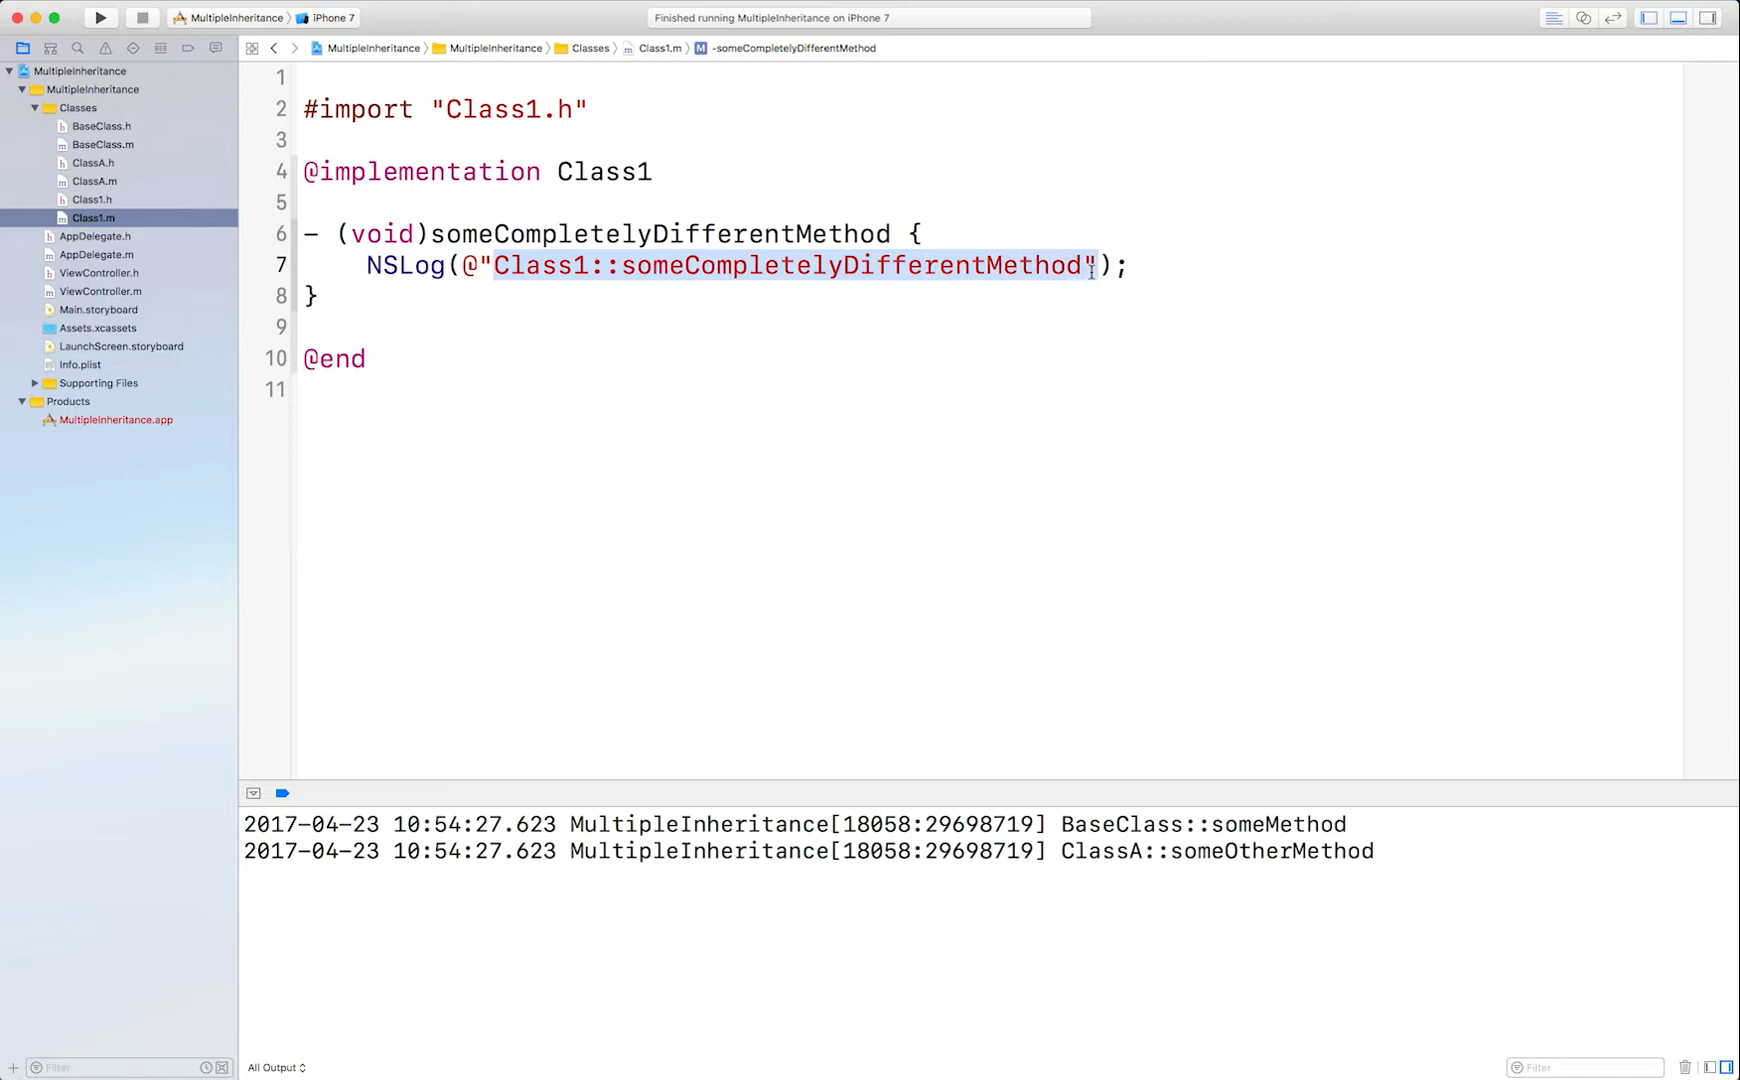 MultipleInheritance 〉 iPhone 7
Finished running MultipleInheritance on iPhone 7
MultipleInheritance 〉 MultipleInheritance 〉 Classes 〉 Class1.m 〉 M -someCompletelyDifferentMethod
MultipleInheritance
MultipleInheritance
Classes
h BaseClass.h
m BaseClass.m
h ClassA.h
m ClassA.m
h Class1.h
m Class1.m
h AppDelegate.h
m AppDelegate.m
h ViewController.h
m ViewController.m
Main.storyboard
Assets.xcassets
LaunchScreen.storyboard
Info.plist
Supporting Files
Products
MultipleInheritance.app
Filter
1
2 #import "Class1.h"
3
4 @implementation Class1
5
6 - (void)someCompletelyDifferentMethod {
7 NSLog(@"Class1::someCompletelyDifferentMethod");
8 }
9
10 @end
11
2017-04-23 10:54:27.623 MultipleInheritance[18058:29698719] BaseClass::someMethod
2017-04-23 10:54:27.623 MultipleInheritance[18058:29698719] ClassA::someOtherMethod
All Output
Filter